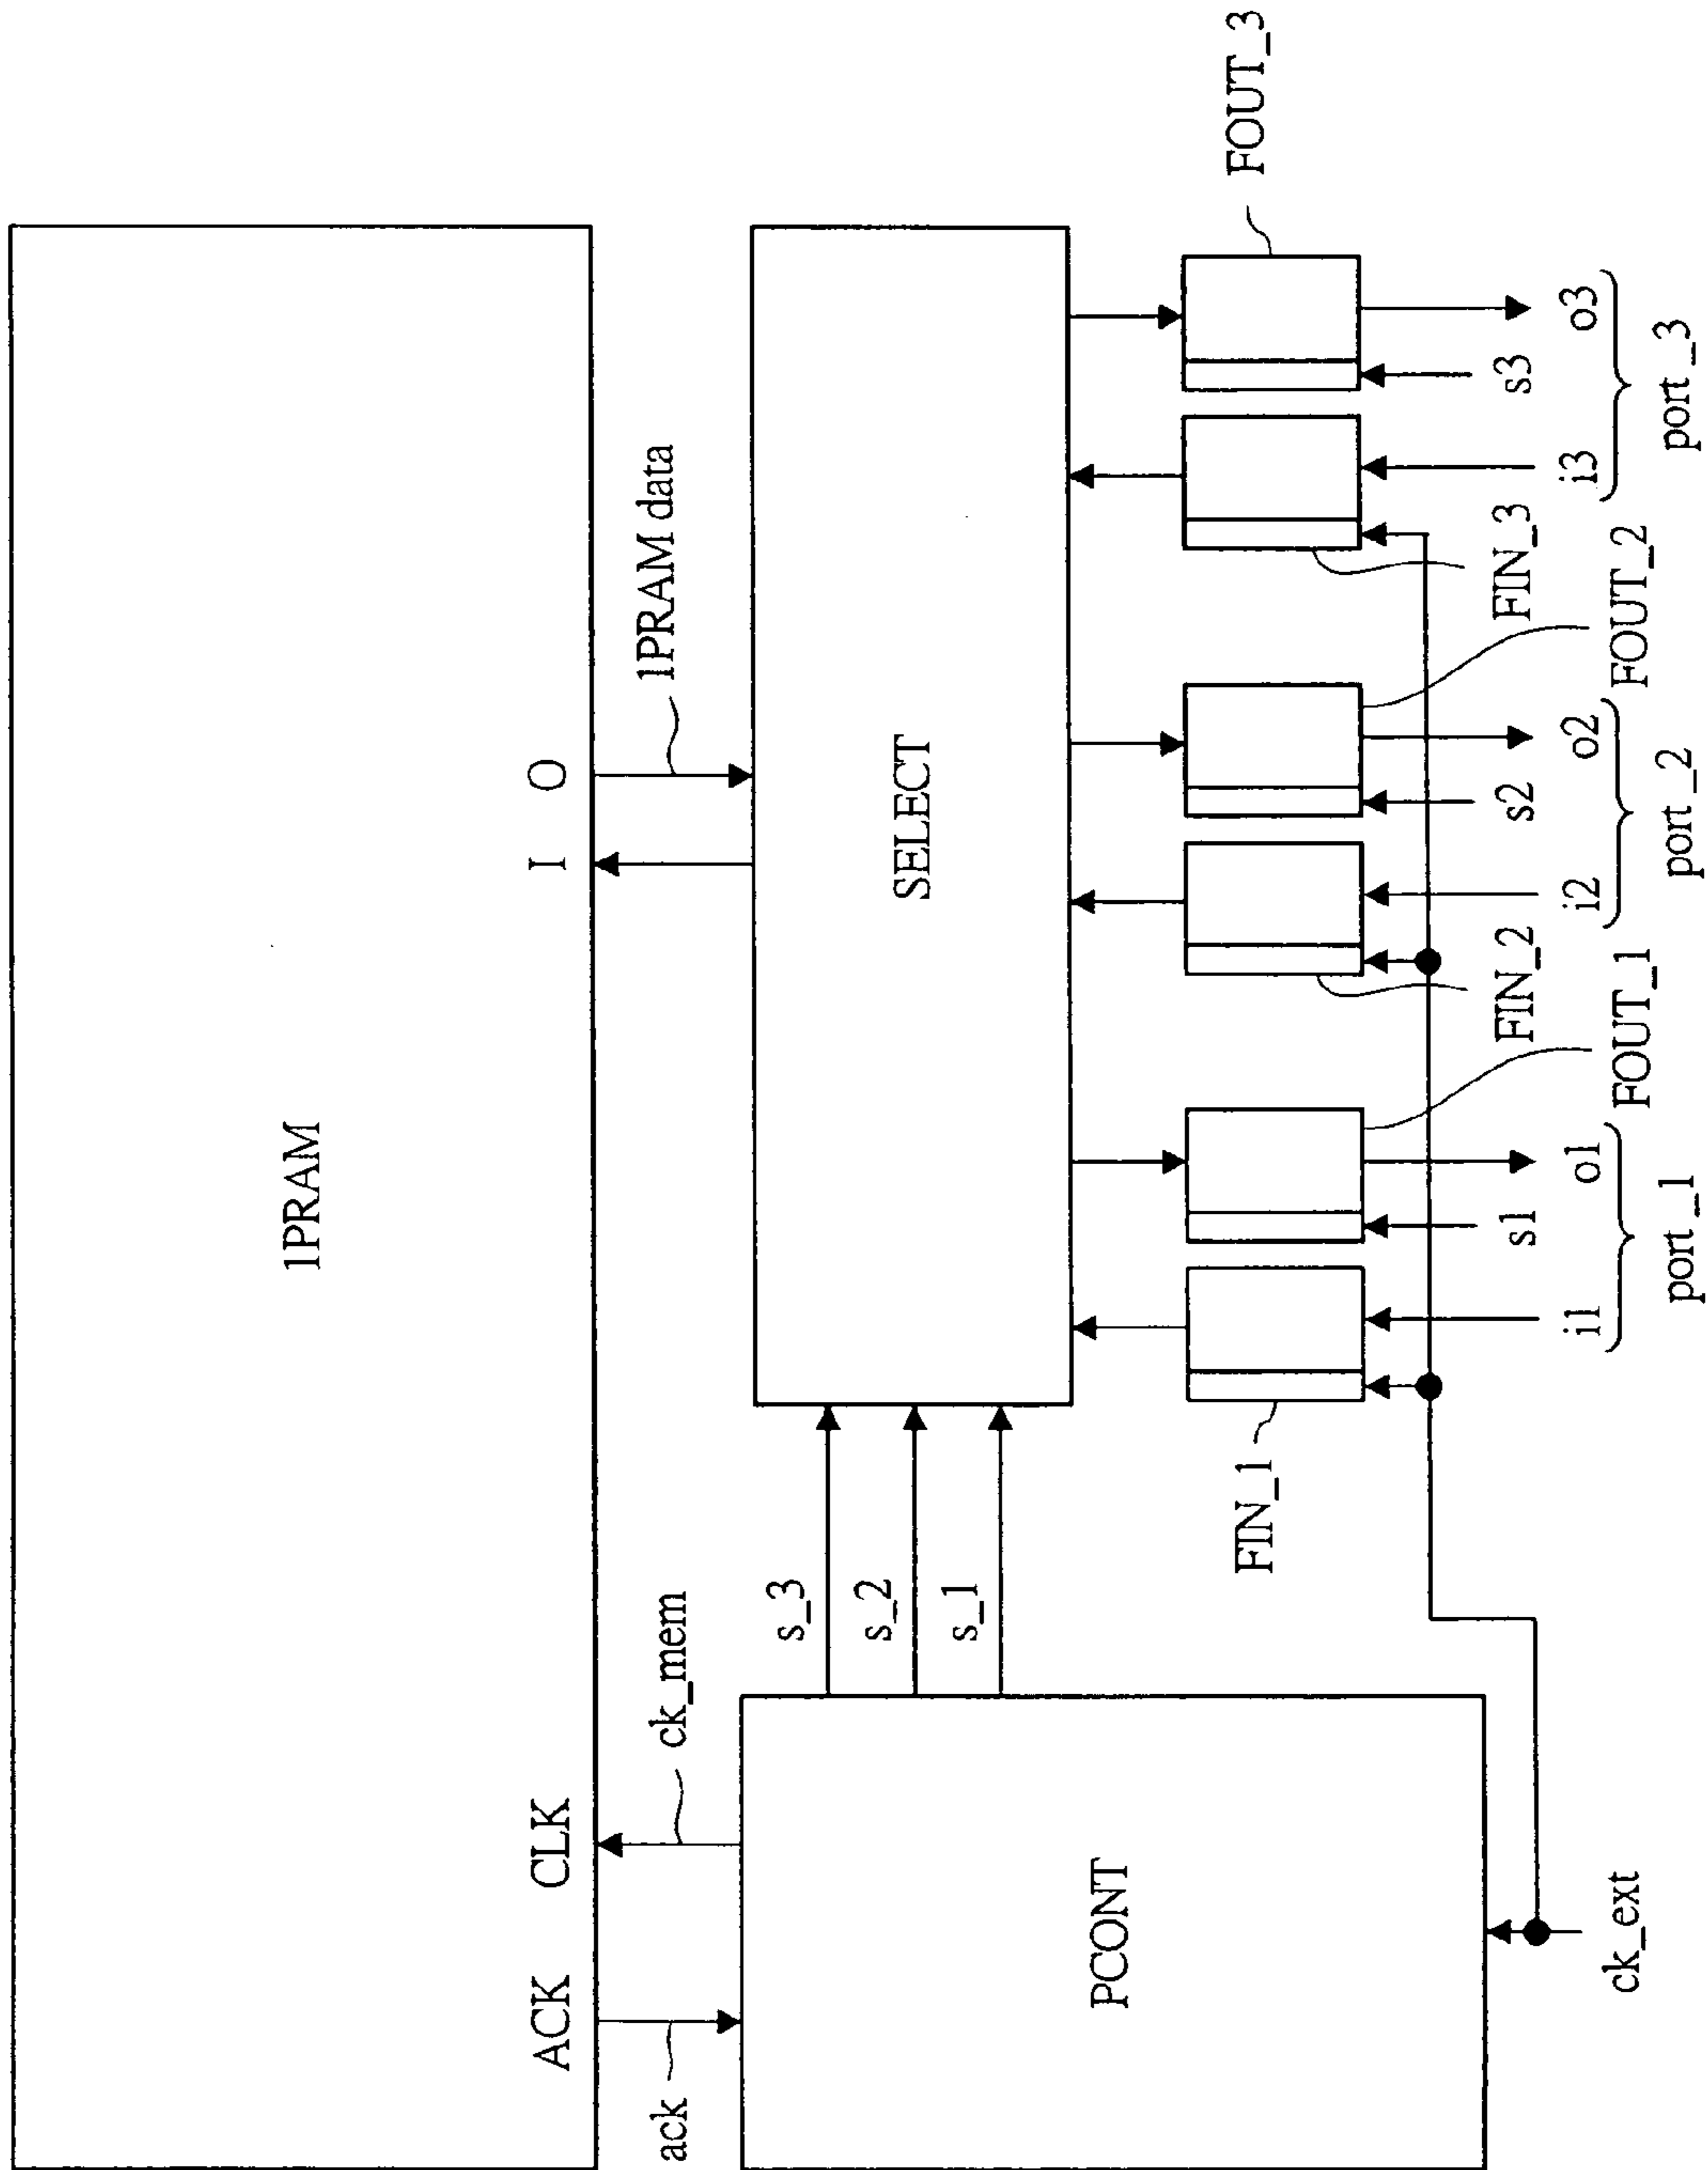 1PRAM
ACK
CLK
I
O
ack
ck_mem
1PRAM data
PCONT
s_3
s_2
s_1
SELECT
FIN_1
FOUT_1
FIN_2
FOUT_2
FIN_3
FOUT_3
ck_ext
i1
s1
o1
port_1
i2
s2
o2
port_2
i3
s3
o3
port_3